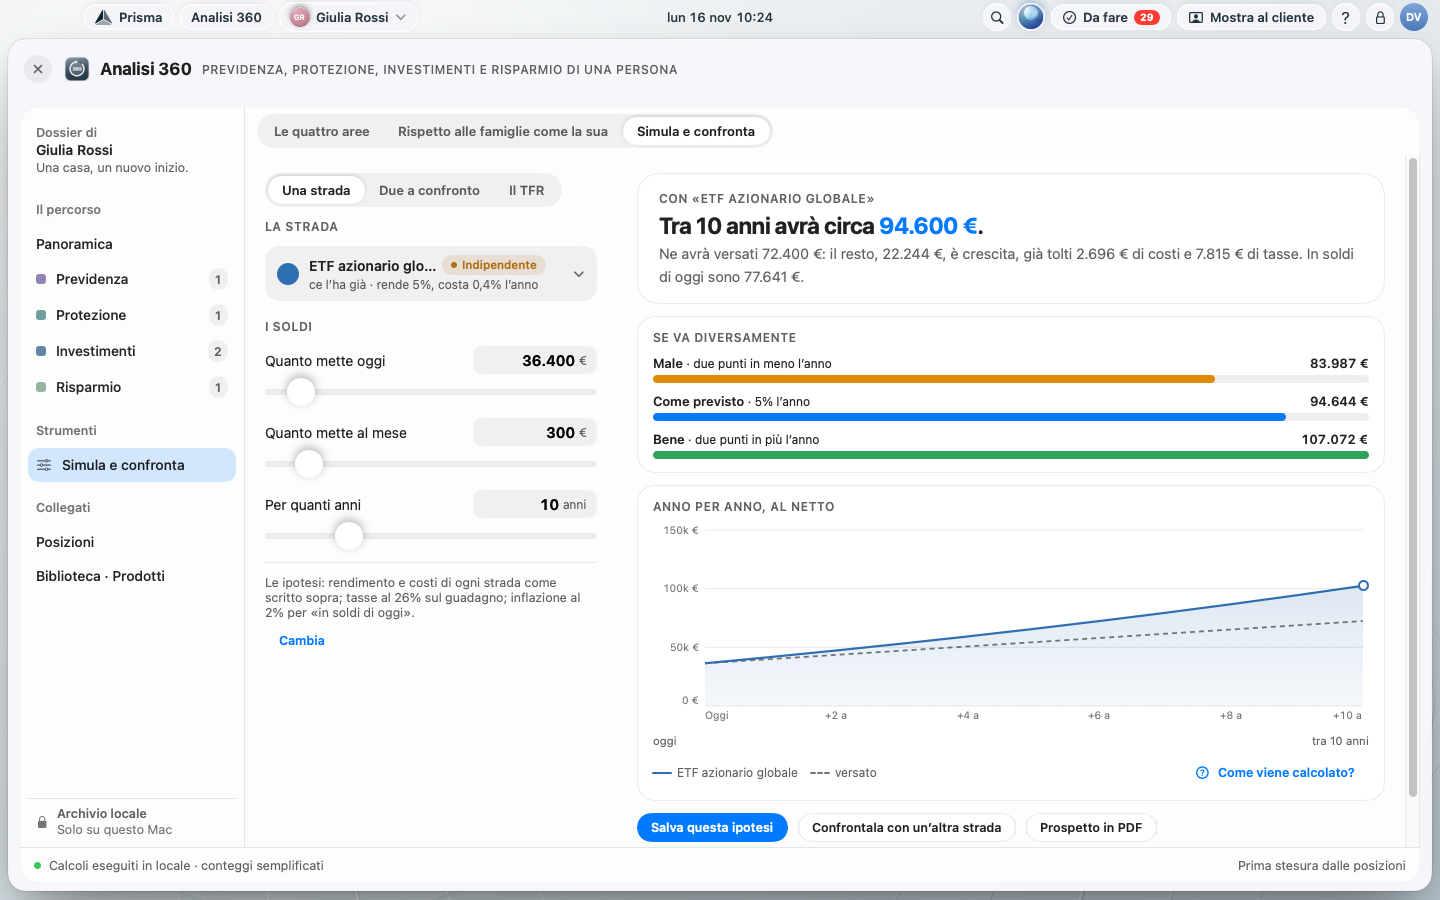 Prisma
Analisi 360
GR Giulia Rossi
lun 16 nov 10:24
Da fare 29
Mostra al cliente
?
DV
360 Analisi 360 PREVIDENZA, PROTEZIONE, INVESTIMENTI E RISPARMIO DI UNA PERSONA
Dossier di
Giulia Rossi
Una casa, un nuovo inizio.
Il percorso
Panoramica
Previdenza 1
Protezione 1
Investimenti 2
Risparmio 1
Strumenti
Simula e confronta
Collegati
Posizioni
Biblioteca · Prodotti
Archivio locale
Solo su questo Mac
Le quattro aree
Rispetto alle famiglie come la sua
Simula e confronta
Una strada
Due a confronto
Il TFR
LA STRADA
ETF azionario glo... Indipendente
ce l’ha già · rende 5%, costa 0,4% l’anno
I SOLDI
Quanto mette oggi 36.400 €
Quanto mette al mese 300 €
Per quanti anni 10 anni
Le ipotesi: rendimento e costi di ogni strada come
scritto sopra; tasse al 26% sul guadagno; inflazione al
2% per «in soldi di oggi».
Cambia
CON «ETF AZIONARIO GLOBALE»
Tra 10 anni avrà circa 94.600 €.
Ne avrà versati 72.400 €: il resto, 22.244 €, è crescita, già tolti 2.696 € di costi e 7.815 € di tasse. In soldi
di oggi sono 77.641 €.
SE VA DIVERSAMENTE
Male · due punti in meno l’anno 83.987 €
Come previsto · 5% l’anno 94.644 €
Bene · due punti in più l’anno 107.072 €
ANNO PER ANNO, AL NETTO
150k €
100k €
50k €
0 €
Oggi +2 a +4 a +6 a +8 a +10 a
oggi tra 10 anni
ETF azionario globale versato
Come viene calcolato?
Salva questa ipotesi
Confrontala con un’altra strada
Prospetto in PDF
Calcoli eseguiti in locale · conteggi semplificati
Prima stesura dalle posizioni